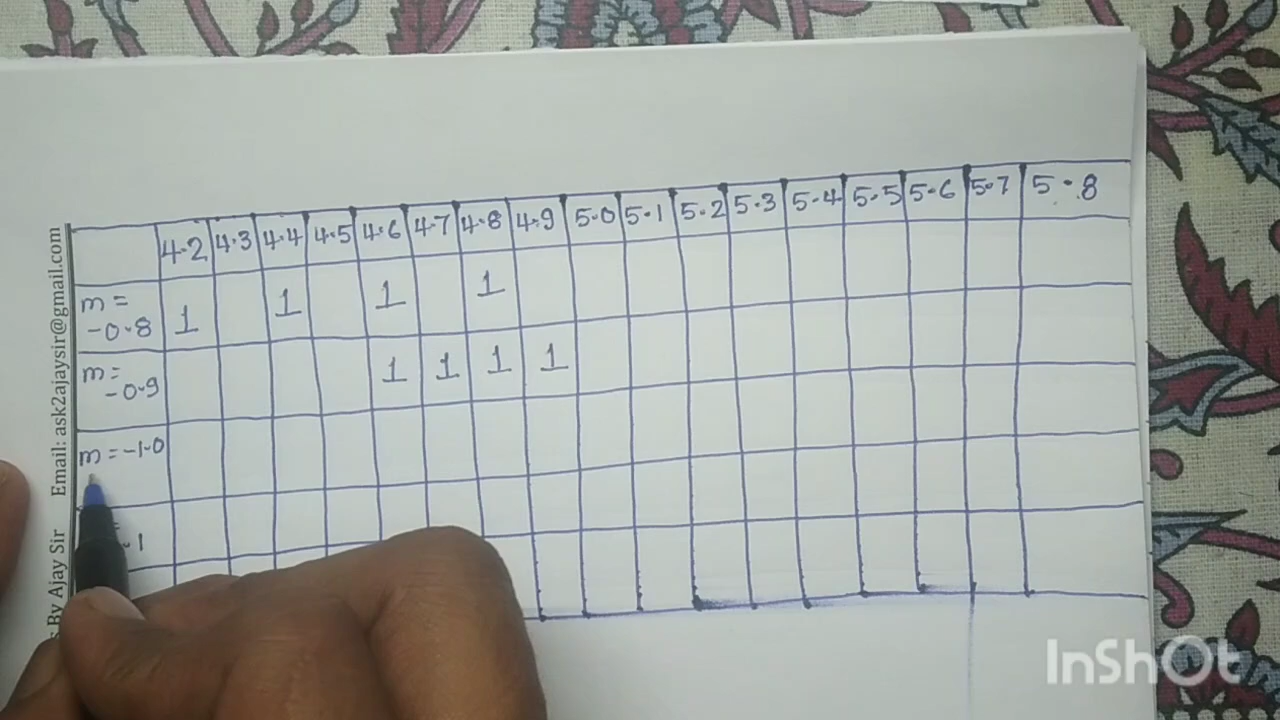 4.2 4.3 4.4 4.5 4.6 4.7 4.8 4.9 5.0 5.1 5.2 5.3 5.4 5.5 5.6 5.7 5.8
m =
-0.8 1 1 1 1
m =
-0.9 1 1 1 1
m = -1.0
By Ajay Sir Email: ask2ajaysir@gmail.com
InShOt